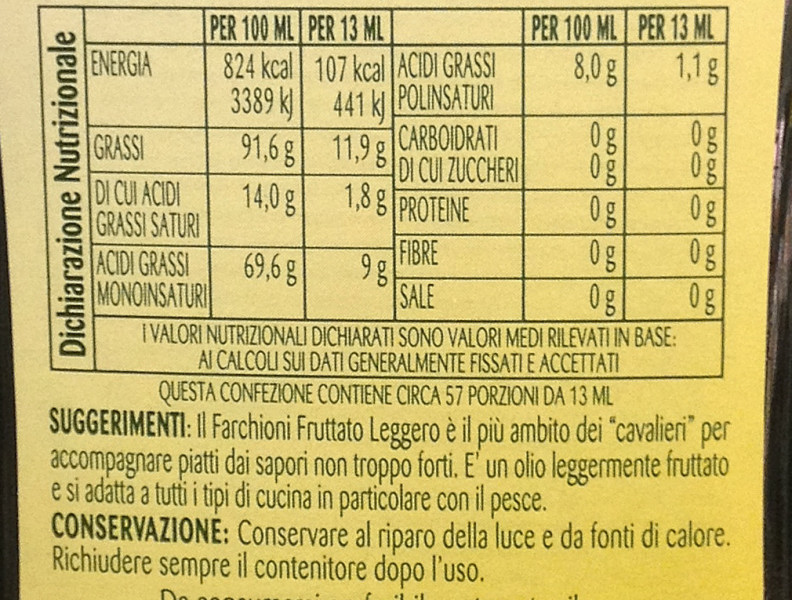 Dichiarazione Nutrizionale
PER 100 ML PER 13 ML
ENERGIA 824 kcal 107 kcal
3389 kJ 441 kJ
GRASSI 91,6 g 11,9 g
DI CUI ACIDI 14,0 g 1,8 g
GRASSI SATURI
ACIDI GRASSI 69,6 g 9 g
MONOINSATURI
PER 100 ML PER 13 ML
ACIDI GRASSI 8,0 g 1,1 g
POLINSATURI
CARBOIDRATI 0 g 0 g
DI CUI ZUCCHERI 0 g 0 g
PROTEINE 0 g 0 g
FIBRE 0 g 0 g
SALE 0 g 0 g
I VALORI NUTRIZIONALI DICHIARATI SONO VALORI MEDI RILEVATI IN BASE:
AI CALCOLI SUI DATI GENERALMENTE FISSATI E ACCETTATI
QUESTA CONFEZIONE CONTIENE CIRCA 57 PORZIONI DA 13 ML
SUGGERIMENTI: Il Farchioni Fruttato Leggero è il più ambito dei "cavalieri" per
accompagnare piatti dai sapori non troppo forti. E' un olio leggermente fruttato
e si adatta a tutti i tipi di cucina in particolare con il pesce.
CONSERVAZIONE: Conservare al riparo della luce e da fonti di calore.
Richiudere sempre il contenitore dopo l'uso.